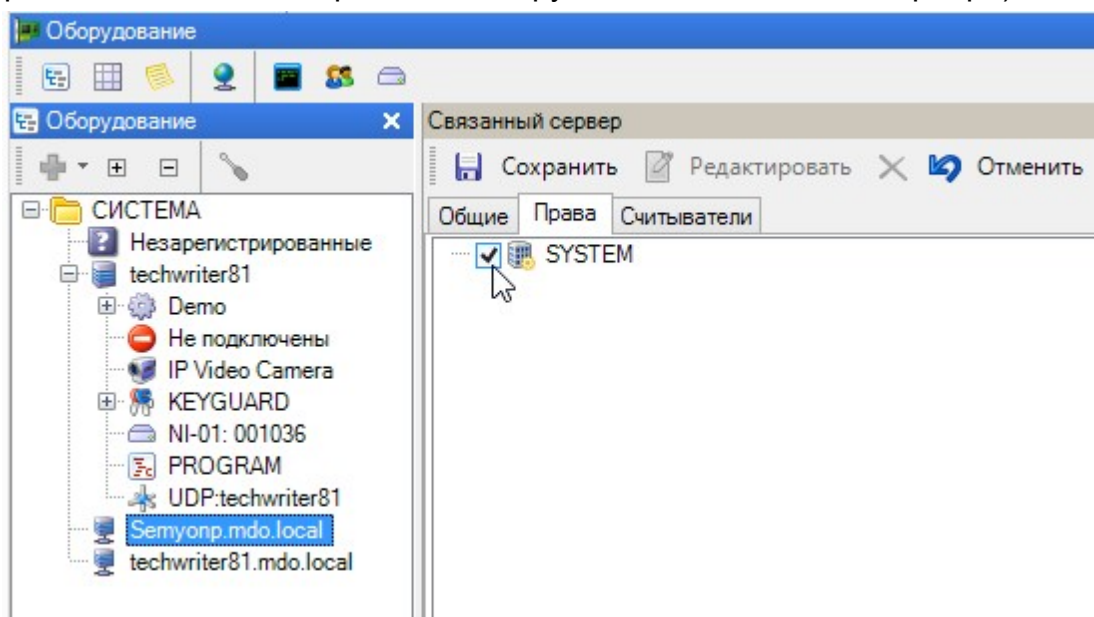 Оборудование
Оборудование
Связанный сервер
Сохранить Редактировать Отменить
Общие Права Считыватели
СИСТЕМА
SYSTEM
Незарегистрированные
techwriter81
Demo
Не подключены
IP Video Camera
KEYGUARD
NI-01: 001036
PROGRAM
UDP:techwriter81
Semyonp.mdo.local
techwriter81.mdo.local